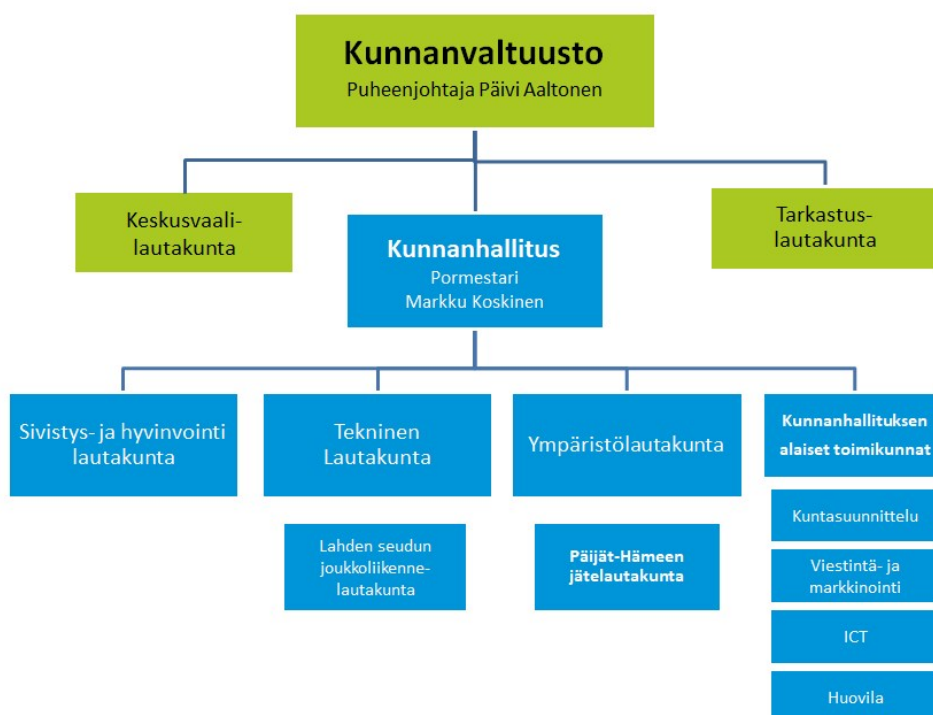 Kunnanvaltuusto
Puheenjohtaja Päivi Aaltonen
Keskusvaali-
lautakunta
Kunnanhallitus
Pormestari
Markku Koskinen
Tarkastus-
lautakunta
Sivistys- ja hyvinvointi
lautakunta
Tekninen
Lautakunta
Ympäristölautakunta
Kunnanhallituksen
alaiset toimikunnat
Lahden seudun
joukkoliikenne-
lautakunta
Päijät-Hämeen
jätelautakunta
Kuntasuunnittelu
Viestintä- ja
markkinointi
ICT
Huovila